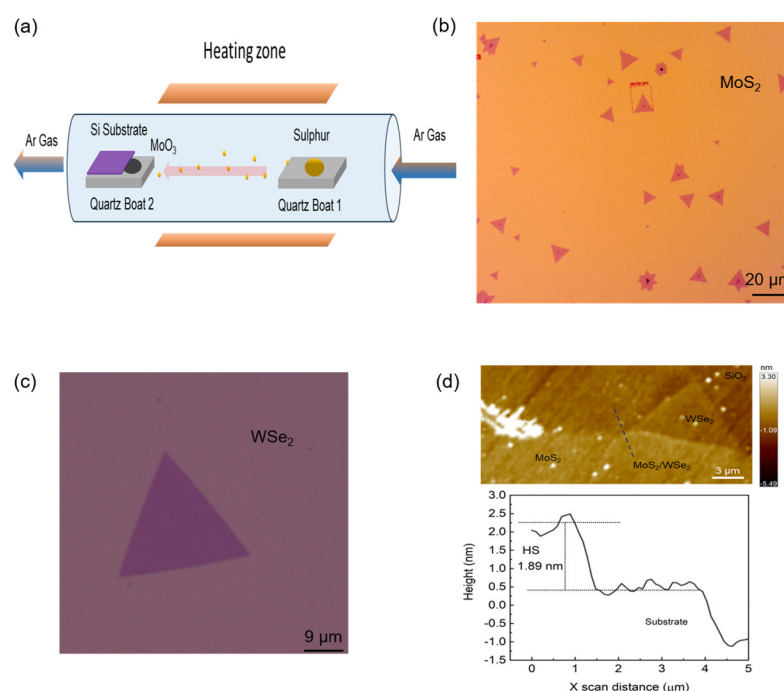 (a)
Heating zone
Ar Gas
Si Substrate
MoO₃
Sulphur
Ar Gas
Quartz Boat 2
Quartz Boat 1
(b)
MoS₂
20 μm
(c)
WSe₂
9 μm
(d)
nm
3.30
-1.09
-5.49
SiO₂
WSe₂
MoS₂
MoS₂/WSe₂
3 μm
Height (nm)
3.0
2.5
2.0
1.5
1.0
0.5
0.0
-0.5
-1.0
-1.5
HS
1.89 nm
Substrate
0 1 2 3 4 5
X scan distance (μm)